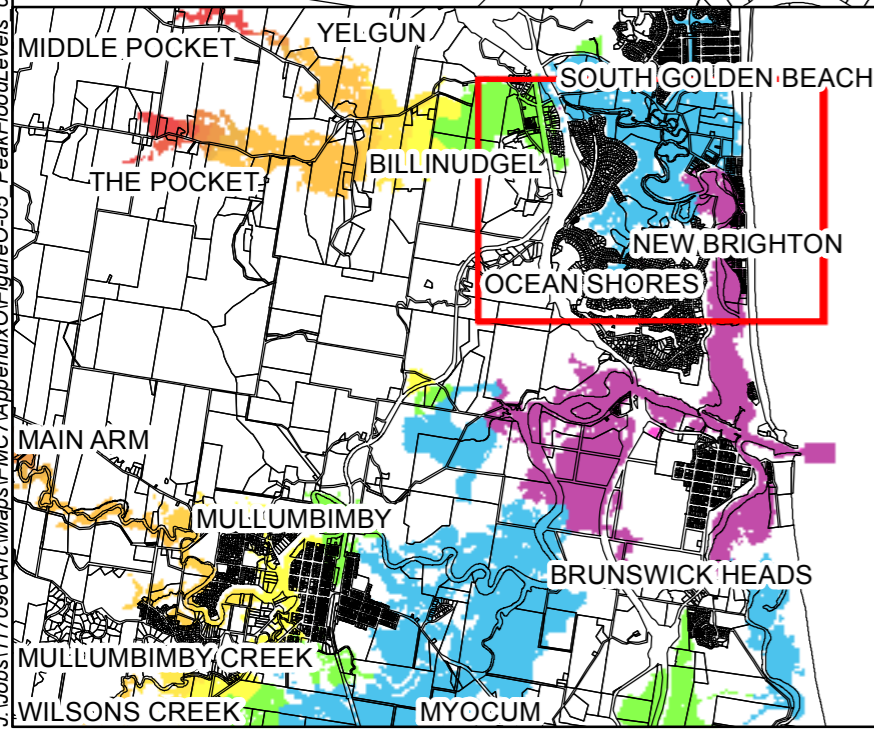 YELGUN
MIDDLE POCKET
SOUTH GOLDEN BEACH
BILLINUDGEL
THE POCKET
NEW BRIGHTON
OCEAN SHORES
MAIN ARM
MULLUMBIMBY
BRUNSWICK HEADS
MULLUMBIMBY CREEK
WILSONS CREEK
MYOCUM